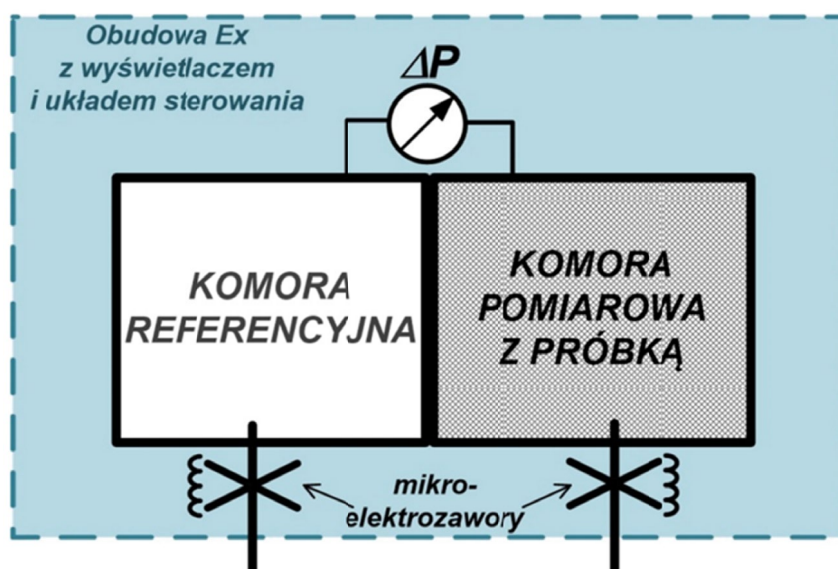 Obudowa Ex
z wyświetlaczem
i układem sterowania
ΔP
KOMORA
REFERENCYJNA
KOMORA
POMIAROWA
Z PRÓBKĄ
mikro-
elektrozawory